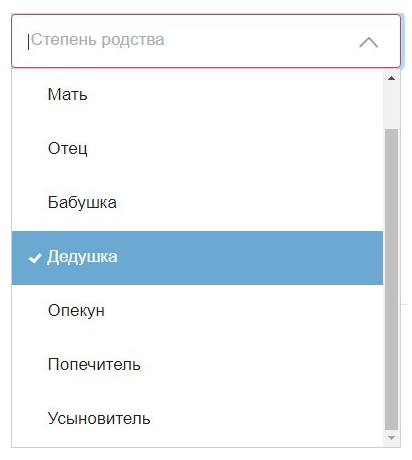 Степень родства
Мать
Отец
Бабушка
Дедушка
Опекун
Попечитель
Усыновитель